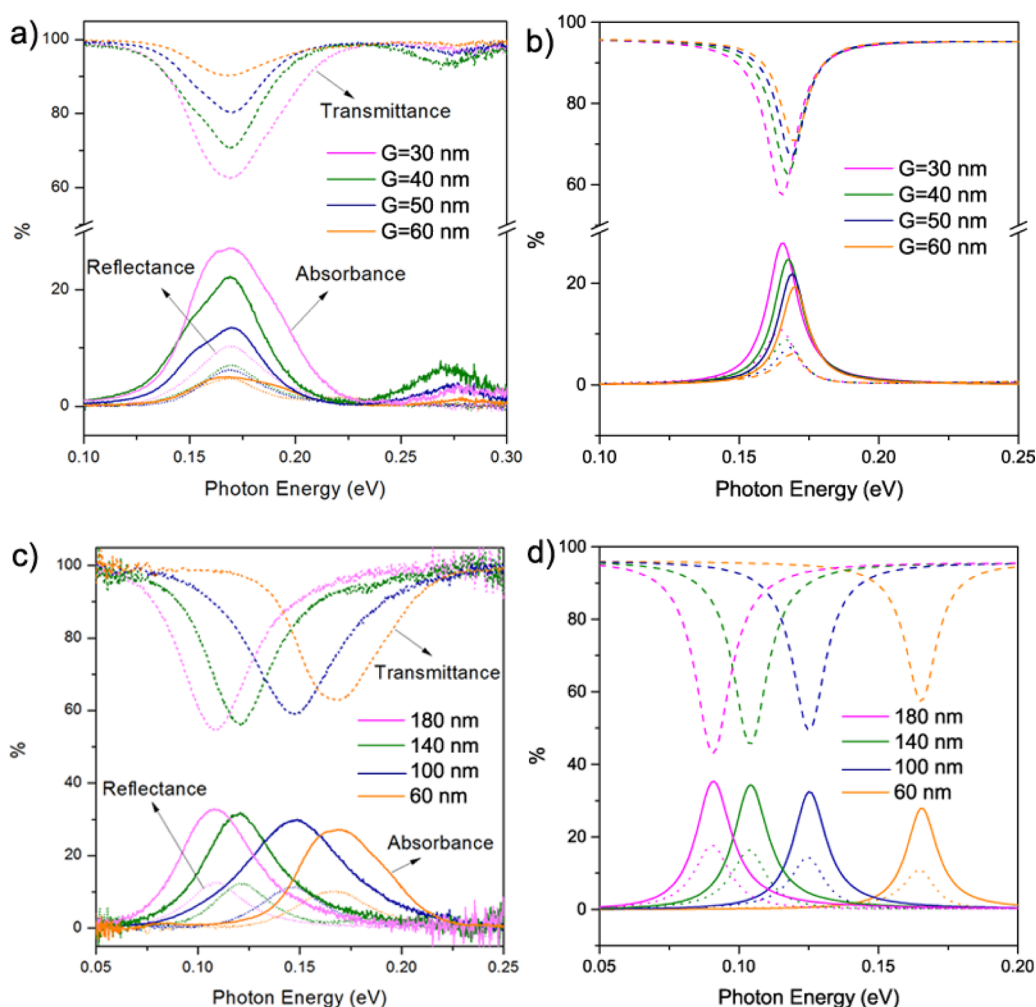 a)
100
80
60
20
0
%
Transmittance
G=30 nm
G=40 nm
G=50 nm
G=60 nm
Reflectance
Absorbance
0.10 0.15 0.20 0.25 0.30
Photon Energy (eV)
b)
100
80
60
20
0
%
G=30 nm
G=40 nm
G=50 nm
G=60 nm
0.10 0.15 0.20 0.25
Photon Energy (eV)
c)
100
80
60
40
20
0
%
Transmittance
180 nm
140 nm
100 nm
60 nm
Reflectance
Absorbance
0.05 0.10 0.15 0.20 0.25
Photon Energy (eV)
d)
100
80
60
40
20
0
%
180 nm
140 nm
100 nm
60 nm
0.05 0.10 0.15 0.20
Photon Energy (eV)